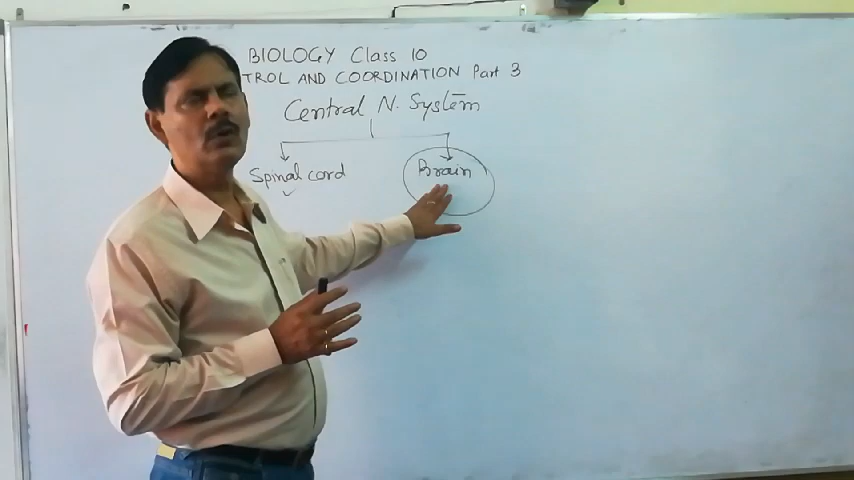 BIOLOGY Class 10
TROL AND COORDINATION Part 3
Central N. System
Spinal cord
Brain